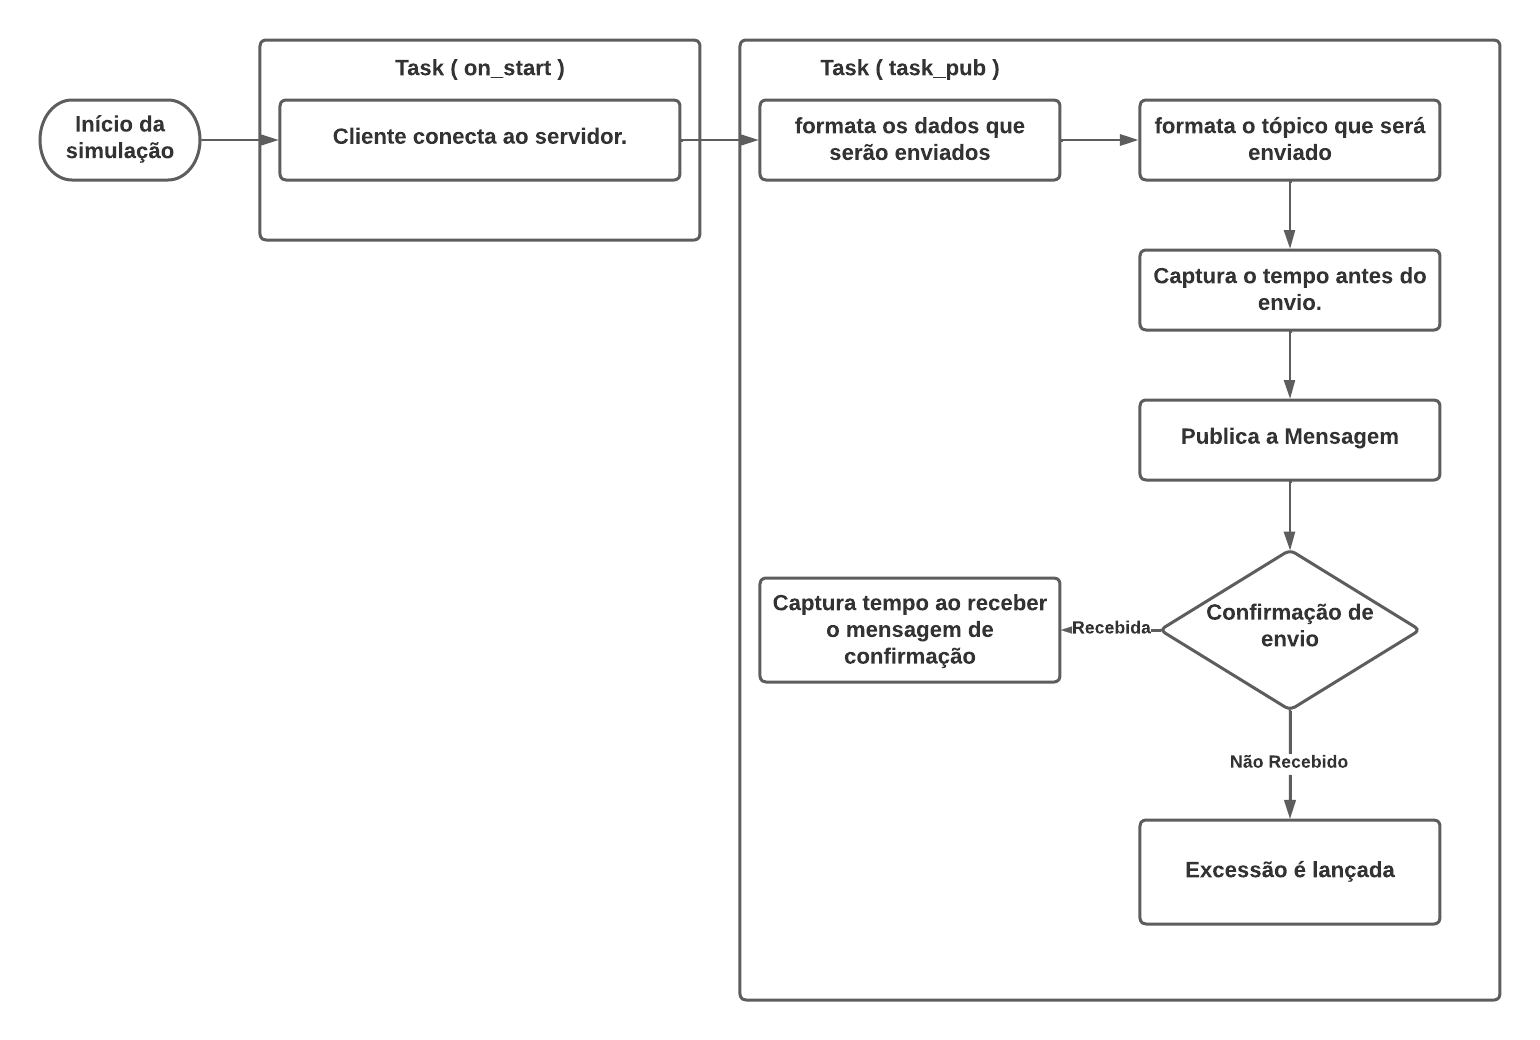 Início da
simulação
Task ( on_start )
Cliente conecta ao servidor.
Task ( task_pub )
formata os dados que
serão enviados
formata o tópico que será
enviado
Captura o tempo antes do
envio.
Publica a Mensagem
Confirmação de
envio
Recebida
Captura tempo ao receber
o mensagem de
confirmação
Não Recebido
Excessão é lançada